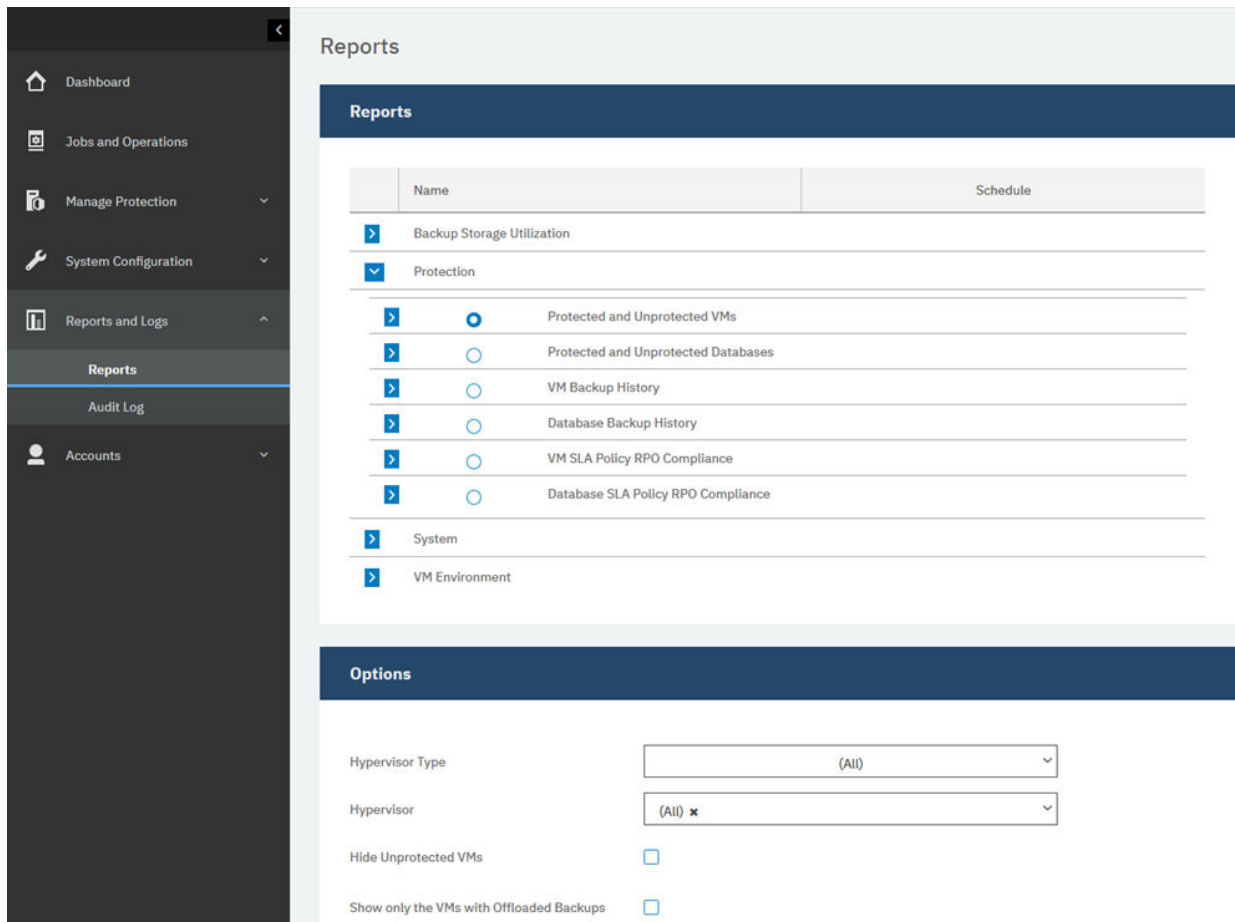 Reports
Dashboard
Jobs and Operations
Manage Protection
System Configuration
Reports and Logs
Reports
Audit Log
Accounts
Reports
Name Schedule
Backup Storage Utilization
Protection
Protected and Unprotected VMs
Protected and Unprotected Databases
VM Backup History
Database Backup History
VM SLA Policy RPO Compliance
Database SLA Policy RPO Compliance
System
VM Environment
Options
Hypervisor Type (All)
Hypervisor (All) ×
Hide Unprotected VMs
Show only the VMs with Offloaded Backups